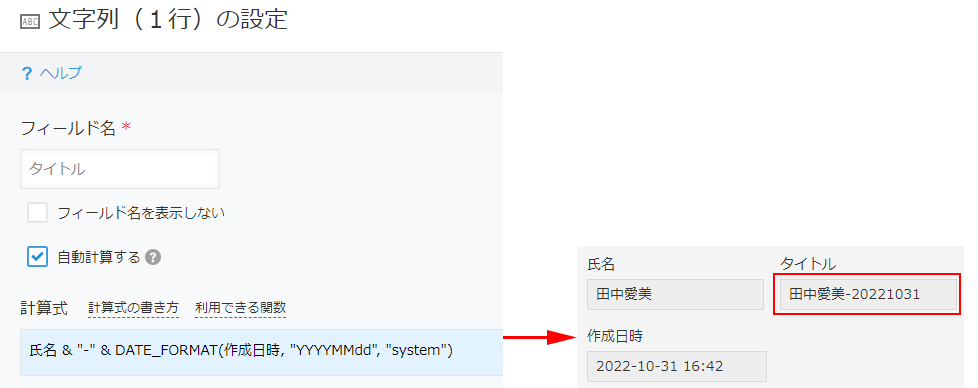 ABC 文字列（１行）の設定
? ヘルプ
フィールド名 *
タイトル
フィールド名を表示しない
自動計算する ?
計算式 計算式の書き方 利用できる関数
氏名 & "-" & DATE_FORMAT(作成日時, "YYYYMMdd", "system")
氏名 タイトル
田中愛美 田中愛美-20221031
作成日時
2022-10-31 16:42